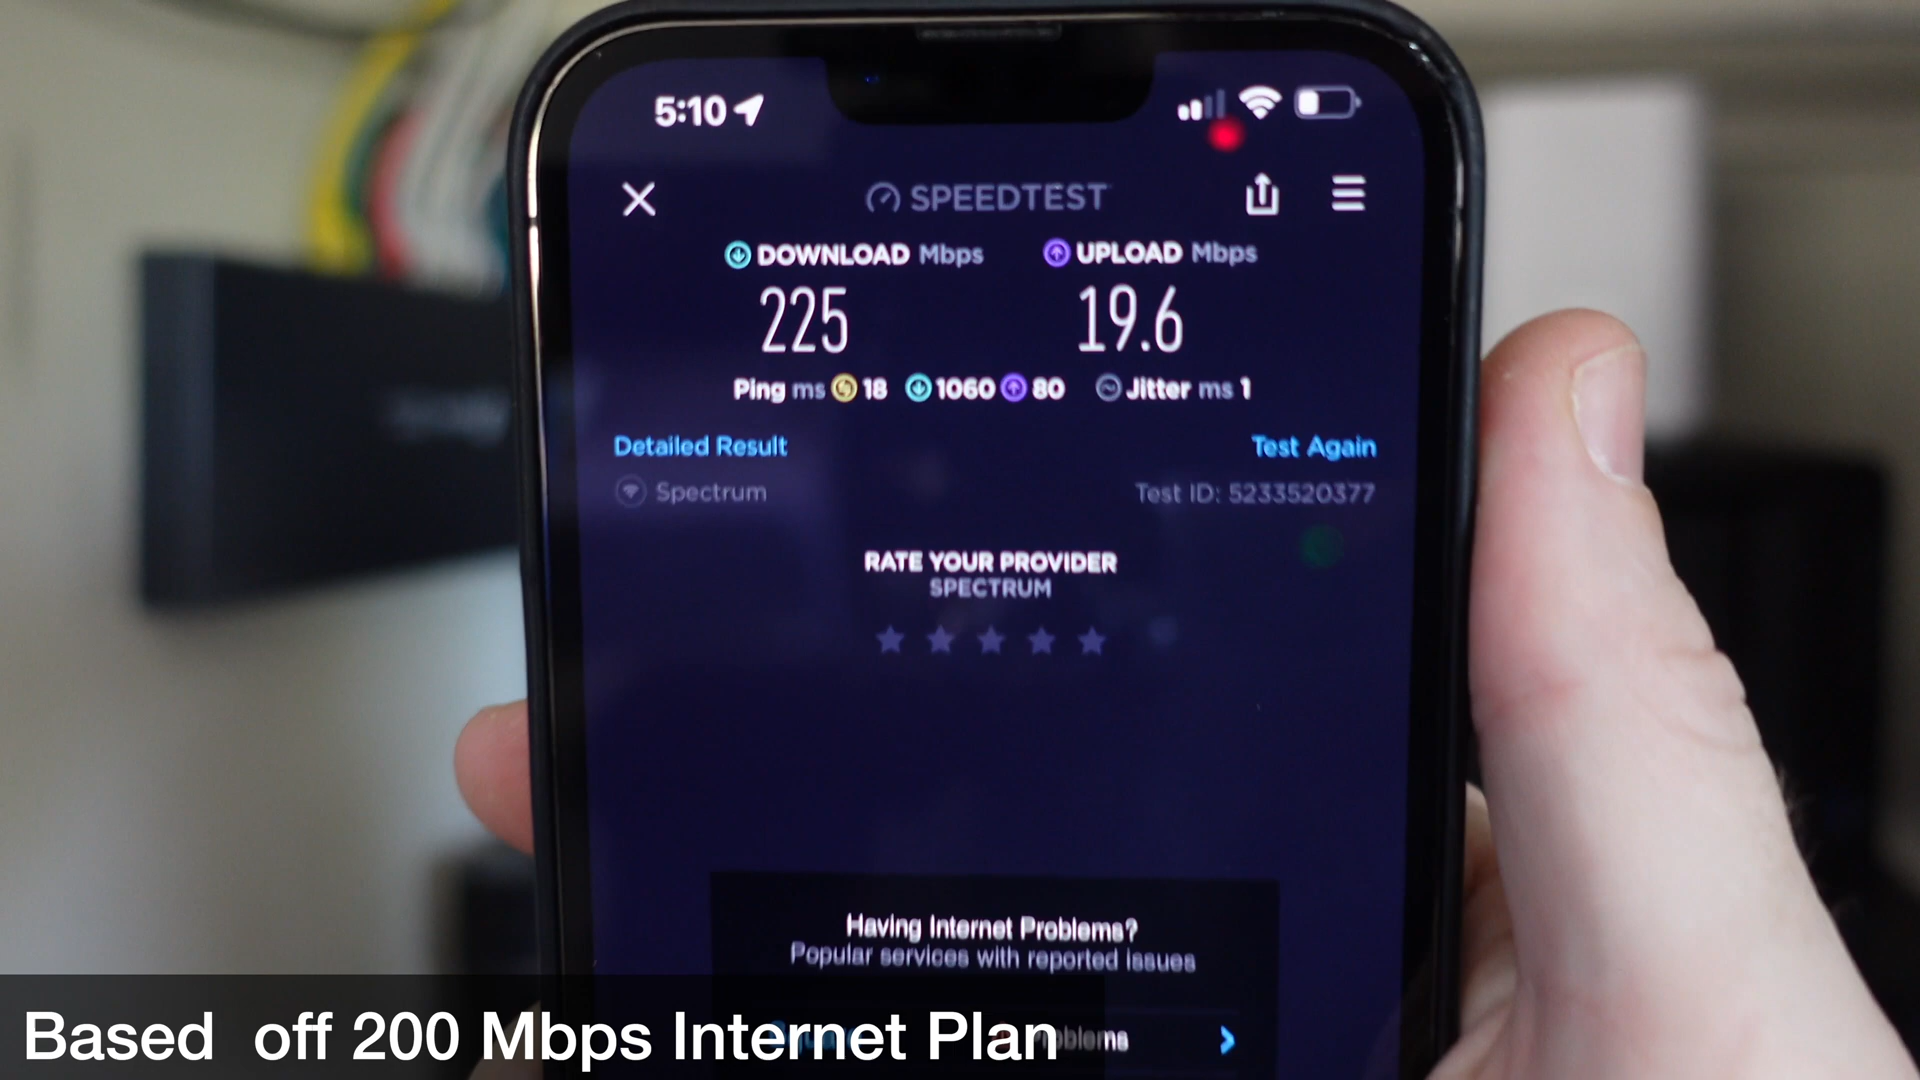 5:10
SPEEDTEST
DOWNLOAD Mbps UPLOAD Mbps
225 19.6
Ping ms 18 1060 80 Jitter ms 1
Detailed Result Test Again
Spectrum Test ID: 5233520377
RATE YOUR PROVIDER
SPECTRUM
Having Internet Problems?
Popular services with reported issues
Based off 200 Mbps Internet Plan